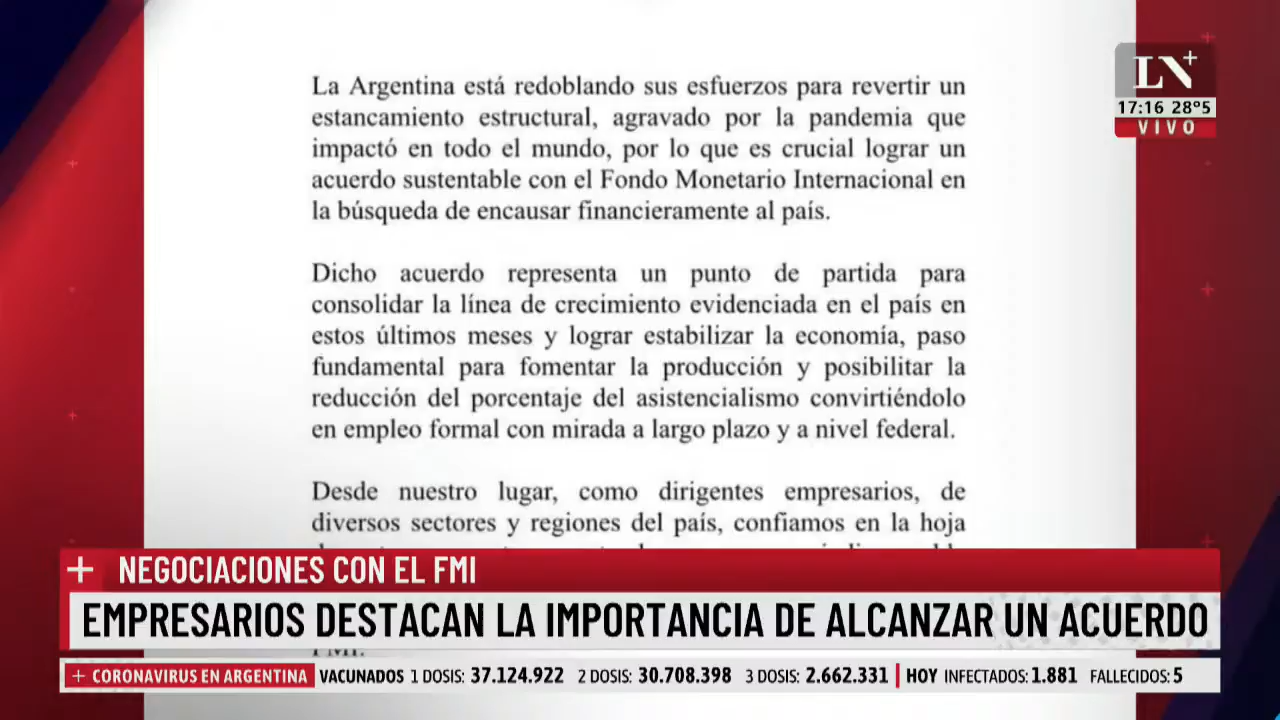 La Argentina está redoblando sus esfuerzos para revertir un
estancamiento estructural, agravado por la pandemia que
impactó en todo el mundo, por lo que es crucial lograr un
acuerdo sustentable con el Fondo Monetario Internacional en
la búsqueda de encausar financieramente al país.
Dicho acuerdo representa un punto de partida para
consolidar la línea de crecimiento evidenciada en el país en
estos últimos meses y lograr estabilizar la economía, paso
fundamental para fomentar la producción y posibilitar la
reducción del porcentaje del asistencialismo convirtiéndolo
en empleo formal con mirada a largo plazo y a nivel federal.
Desde nuestro lugar, como dirigentes empresarios, de
diversos sectores y regiones del país, confiamos en la hoja
LN+
17:16 28º5
VIVO
+ NEGOCIACIONES CON EL FMI
EMPRESARIOS DESTACAN LA IMPORTANCIA DE ALCANZAR UN ACUERDO
+ CORONAVIRUS EN ARGENTINA VACUNADOS 1 DOSIS: 37.124.922 2 DOSIS: 30.708.398 3 DOSIS: 2.662.331 HOY INFECTADOS: 1.881 FALLECIDOS: 5